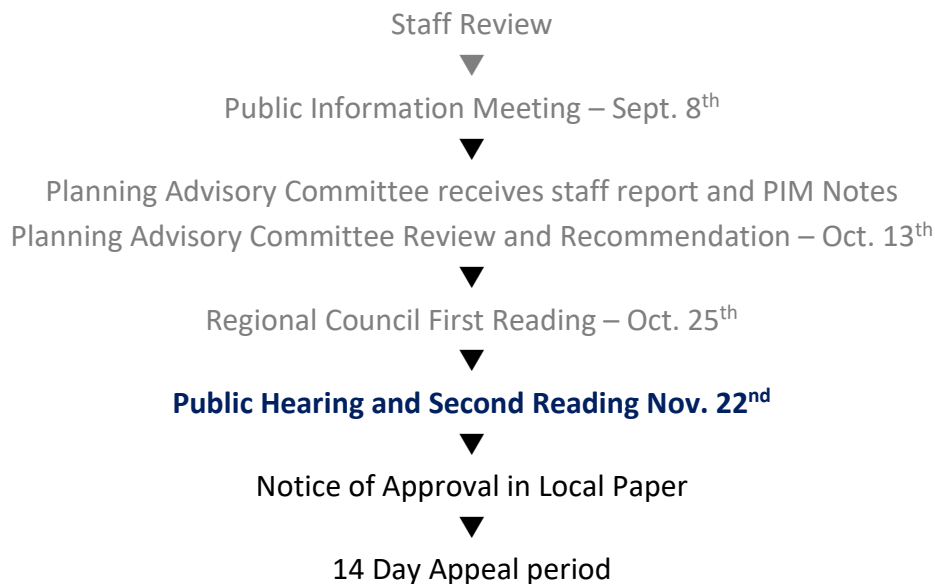 Staff Review
▼
Public Information Meeting – Sept. 8th
▼
Planning Advisory Committee receives staff report and PIM Notes
Planning Advisory Committee Review and Recommendation – Oct. 13th
▼
Regional Council First Reading – Oct. 25th
▼
Public Hearing and Second Reading Nov. 22nd
▼
Notice of Approval in Local Paper
▼
14 Day Appeal period